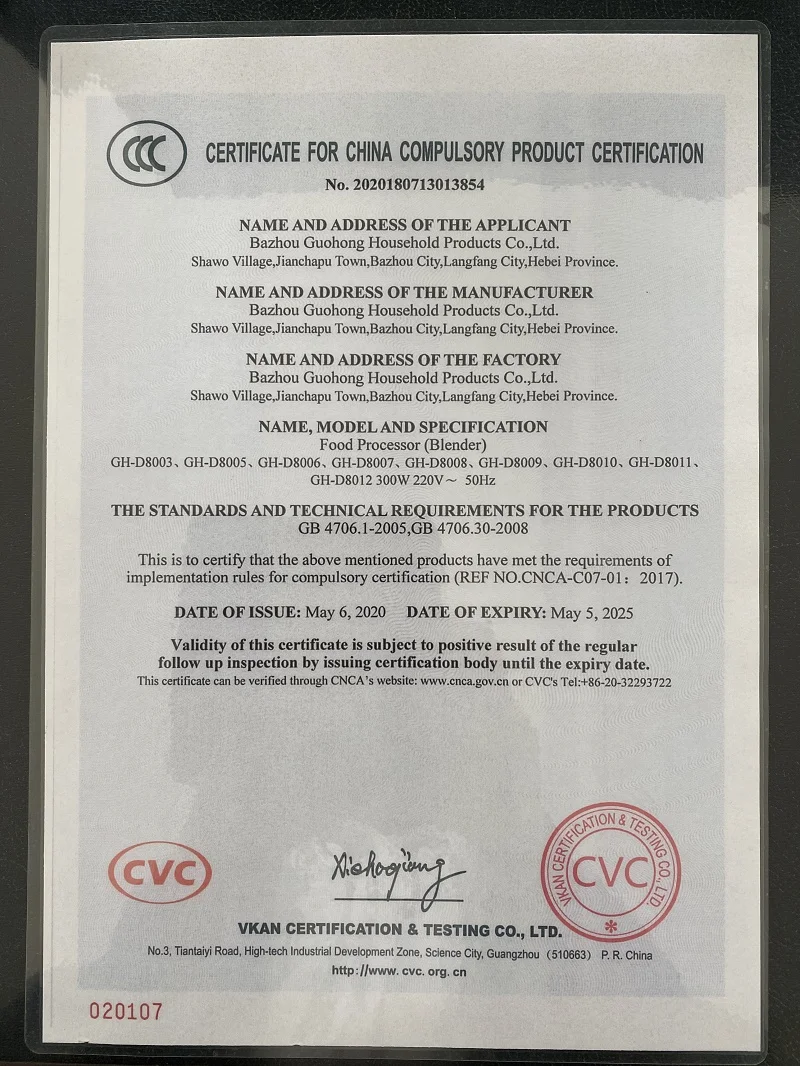 CCC CERTIFICATE FOR CHINA COMPULSORY PRODUCT CERTIFICATION
No. 2020180713013854
NAME AND ADDRESS OF THE APPLICANT
Bazhou Guohong Household Products Co.,Ltd.
Shawo Village,Jianchapu Town,Bazhou City,Langfang City,Hebei Province.
NAME AND ADDRESS OF THE MANUFACTURER
Bazhou Guohong Household Products Co.,Ltd.
Shawo Village,Jianchapu Town,Bazhou City,Langfang City,Hebei Province.
NAME AND ADDRESS OF THE FACTORY
Bazhou Guohong Household Products Co.,Ltd.
Shawo Village,Jianchapu Town,Bazhou City,Langfang City,Hebei Province.
NAME, MODEL AND SPECIFICATION
Food Processor (Blender)
GH-D8003、GH-D8005、GH-D8006、GH-D8007、GH-D8008、GH-D8009、GH-D8010、GH-D8011、
GH-D8012 300W 220V～ 50Hz
THE STANDARDS AND TECHNICAL REQUIREMENTS FOR THE PRODUCTS
GB 4706.1-2005,GB 4706.30-2008
This is to certify that the above mentioned products have met the requirements of
implementation rules for compulsory certification (REF NO.CNCA-C07-01：2017).
DATE OF ISSUE: May 6, 2020 DATE OF EXPIRY: May 5, 2025
Validity of this certificate is subject to positive result of the regular
follow up inspection by issuing certification body until the expiry date.
This certificate can be verified through CNCA's website: www.cnca.gov.cn or CVC's Tel:+86-20-32293722
CVC
VKAN CERTIFICATION & TESTING CO., LTD.
CVC
VKAN CERTIFICATION & TESTING CO., LTD.
No.3, Tiantaiyi Road, High-tech Industrial Development Zone, Science City, Guangzhou（510663） P. R. China
http://www.cvc.org.cn
020107